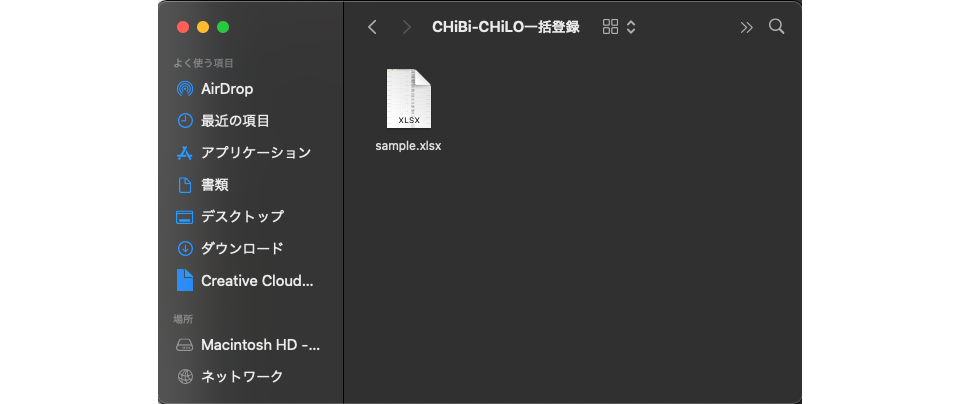 CHiBi-CHiLO一括登録
よく使う項目
AirDrop
最近の項目
アプリケーション
書類
デスクトップ
ダウンロード
Creative Cloud...
場所
Macintosh HD -...
ネットワーク
XLSX
sample.xlsx